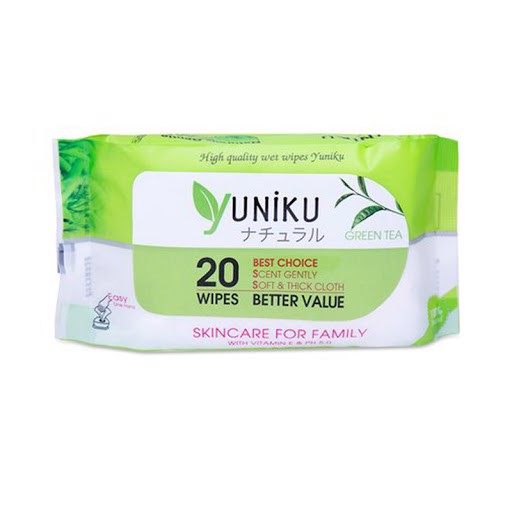 High quality wet wipes Yuniku
YUNiKU
ナチュラル
GREEN TEA
20
WIPES
BEST CHOICE
SCENT GENTLY
SOFT & THICK CLOTH
BETTER VALUE
Easy
SKINCARE FOR FAMILY
WITH VITAMIN E & PH 5.0